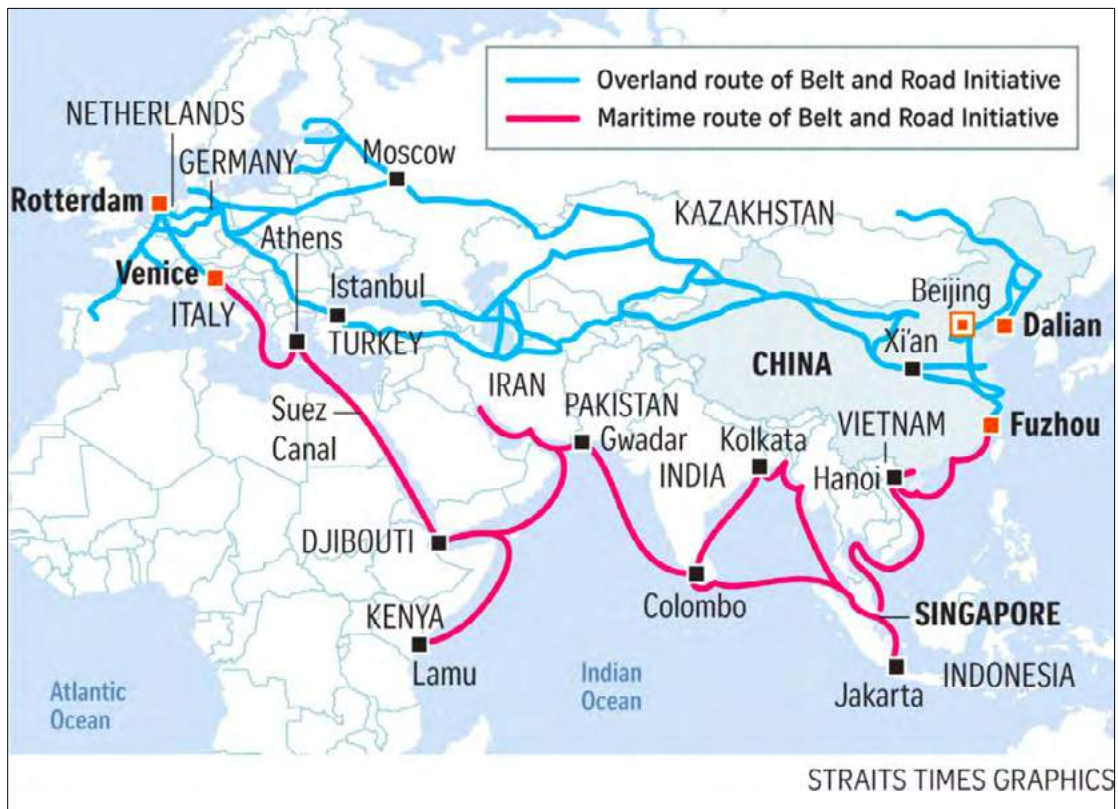 Overland route of Belt and Road Initiative
Maritime route of Belt and Road Initiative
NETHERLANDS
GERMANY
Moscow
Rotterdam
KAZAKHSTAN
Athens
Venice
Istanbul
Beijing
ITALY
TURKEY
Xi'an
Dalian
CHINA
IRAN
PAKISTAN
Suez
Canal
Gwadar
Kolkata
VIETNAM
Fuzhou
INDIA
Hanoi
DJIBOUTI
Colombo
KENYA
SINGAPORE
Lamu
Indian
Ocean
Jakarta
INDONESIA
Atlantic
Ocean
STRAITS TIMES GRAPHICS